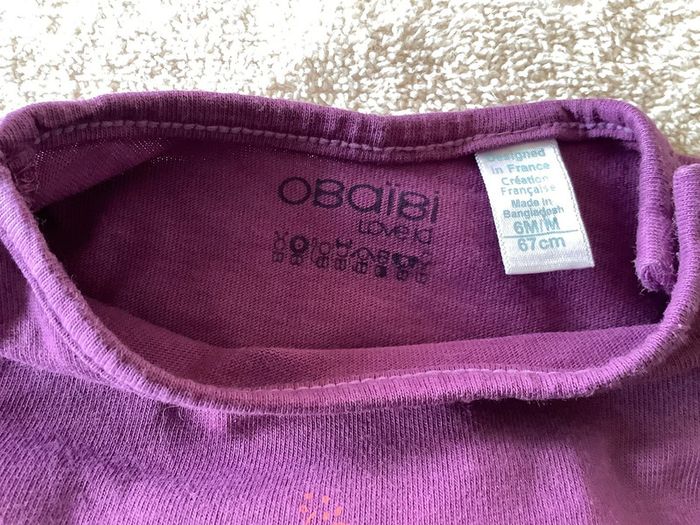 OBAÏBI
LOVE.id
Designed
in France
Création
Française
Made in
Bangladesh
6M/M
67cm